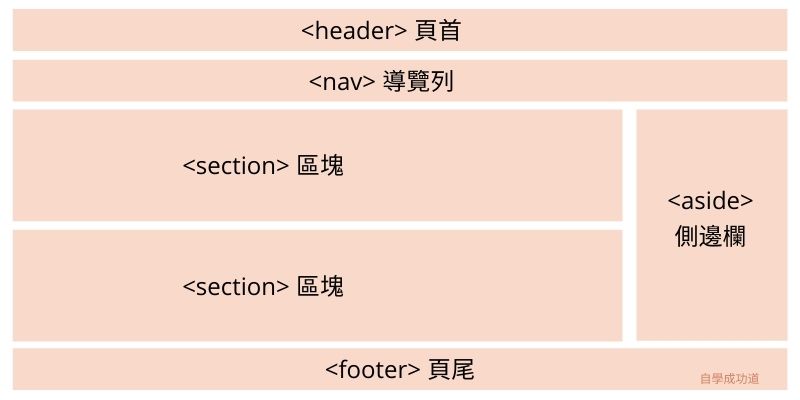 <header> 頁首
<nav> 導覽列
<section> 區塊
<aside>
側邊欄
<section> 區塊
<footer> 頁尾
自學成功道